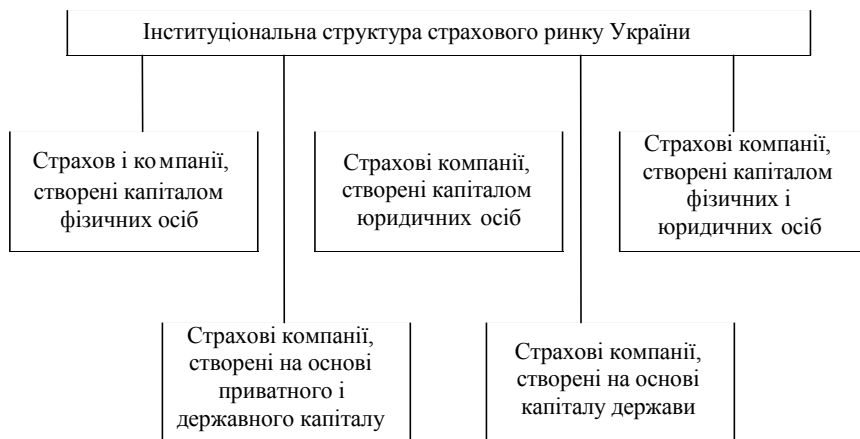 Інституціональна структура страхового ринку України
Страхов і компанії,
створені капіталом
фізичних осіб
Страхові компанії,
створені капіталом
юридичних осіб
Страхові компанії,
створені капіталом
фізичних і
юридичних осіб
Страхові компанії,
створені на основі
приватного і
державного капіталу
Страхові компанії,
створені на основі
капіталу держави